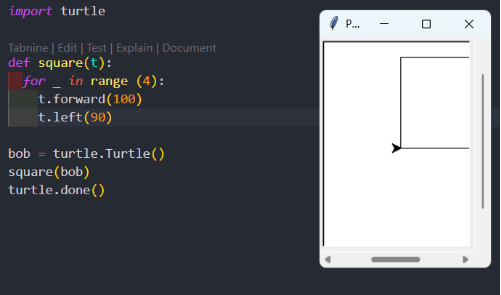 import turtle
Tabnine | Edit | Test | Explain | Document
def square(t):
for _ in range (4):
t.forward(100)
t.left(90)
bob = turtle.Turtle()
square(bob)
turtle.done()
P...